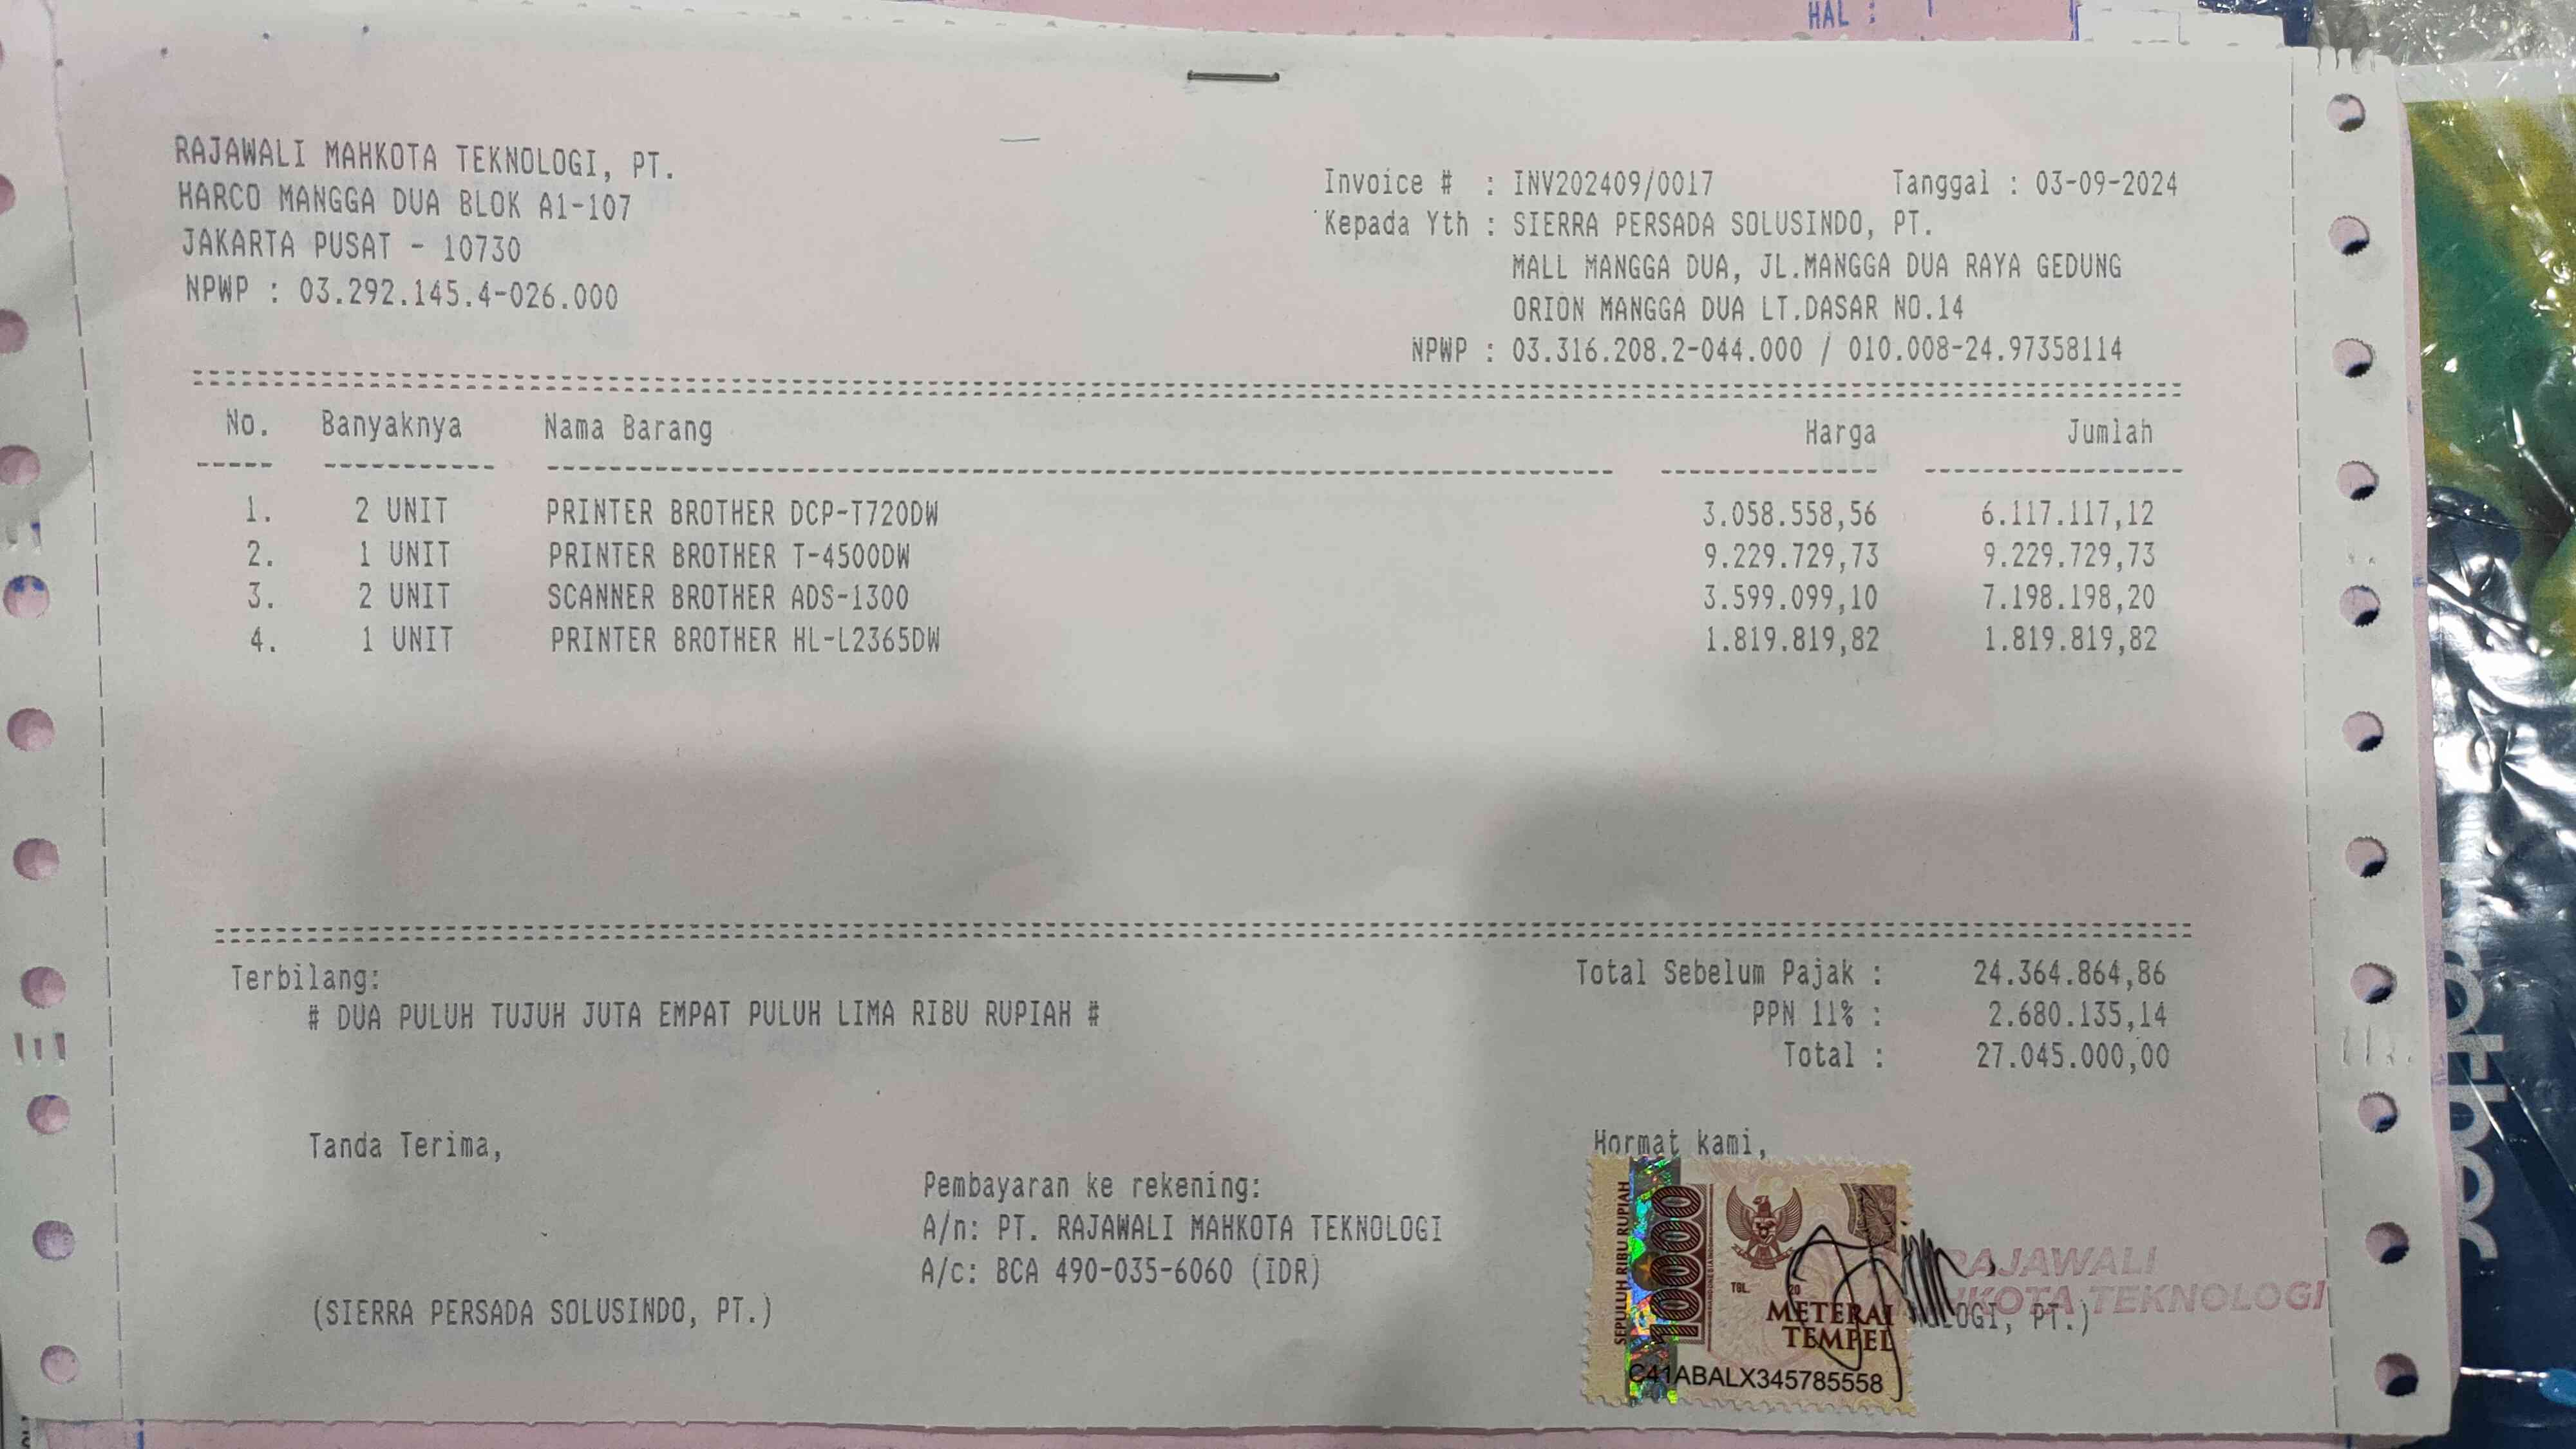 HAL :
RAJAWALI MAHKOTA TEKNOLOGI, PT.
HARCO MANGGA DUA BLOK A1-107
JAKARTA PUSAT - 10730
NPWP : 03.292.145.4-026.000
Invoice # : INV202409/0017 Tanggal : 03-09-2024
Kepada Yth : SIERRA PERSADA SOLUSINDO, PT.
MALL MANGGA DUA, JL.MANGGA DUA RAYA GEDUNG
ORION MANGGA DUA LT.DASAR NO.14
NPWP : 03.316.208.2-044.000 / 010.008-24.97358114
No. Banyaknya Nama Barang Harga Jumlah
1. 2 UNIT PRINTER BROTHER DCP-T720DW 3.058.558,56 6.117.117,12
2. 1 UNIT PRINTER BROTHER T-4500DW 9.229.729,73 9.229.729,73
3. 2 UNIT SCANNER BROTHER ADS-1300 3.599.099,10 7.198.198,20
4. 1 UNIT PRINTER BROTHER HL-L2365DW 1.819.819,82 1.819.819,82
Terbilang:
# DUA PULUH TUJUH JUTA EMPAT PULUH LIMA RIBU RUPIAH #
Total Sebelum Pajak : 24.364.864,86
PPN 11% : 2.680.135,14
Total : 27.045.000,00
Tanda Terima,
(SIERRA PERSADA SOLUSINDO, PT.)
Pembayaran ke rekening:
A/n: PT. RAJAWALI MAHKOTA TEKNOLOGI
A/c: BCA 490-035-6060 (IDR)
Hormat kami,
SEPULUH RIBU RUPIAH
10000
TGL. 20
METERAI
TEMPEL
C41ABALX345785558
RAJAWALI
TEKNOLOGI
PT.)